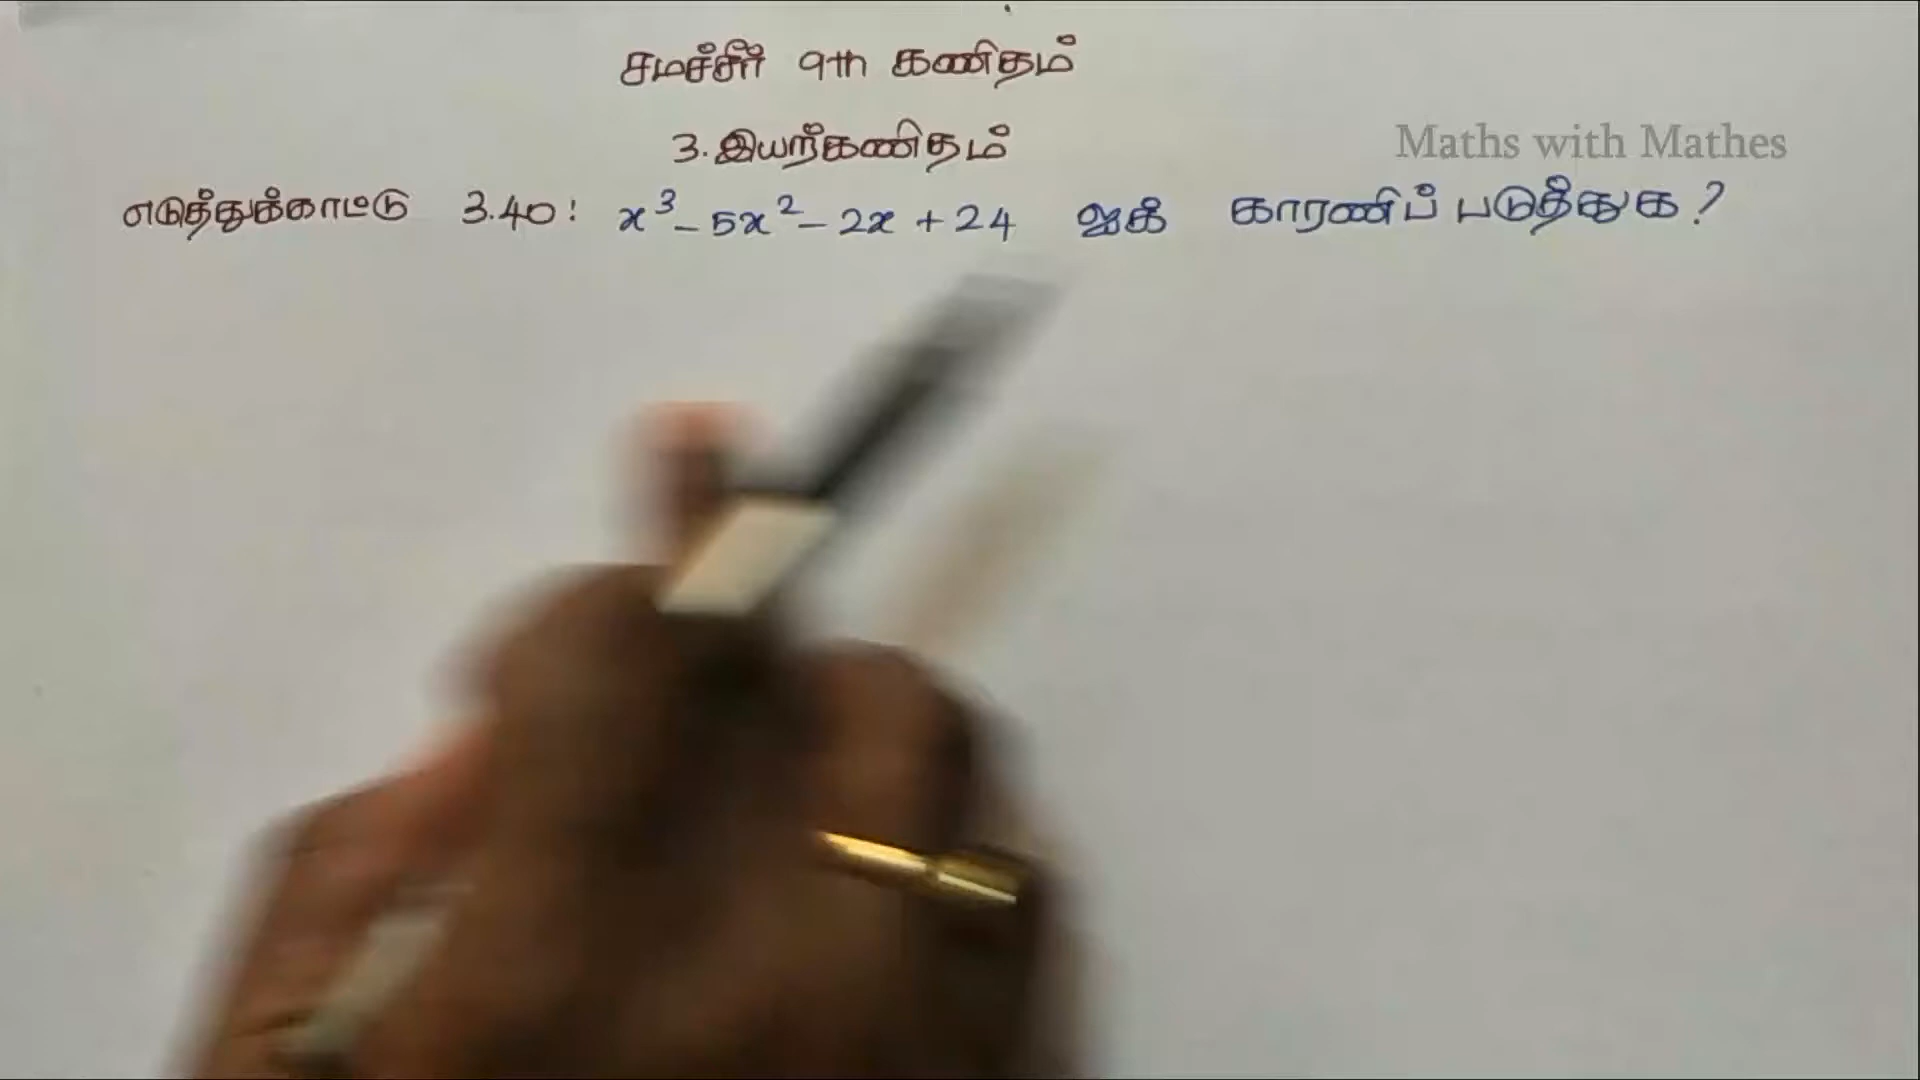 சமச்சீர் 9th கணிதம்
3. இயற்கணிதம்
Maths with Mathes
எடுத்துக்காட்டு 3.40: x³ - 5x² - 2x + 24 ஐக் காரணிப் படுத்துக?